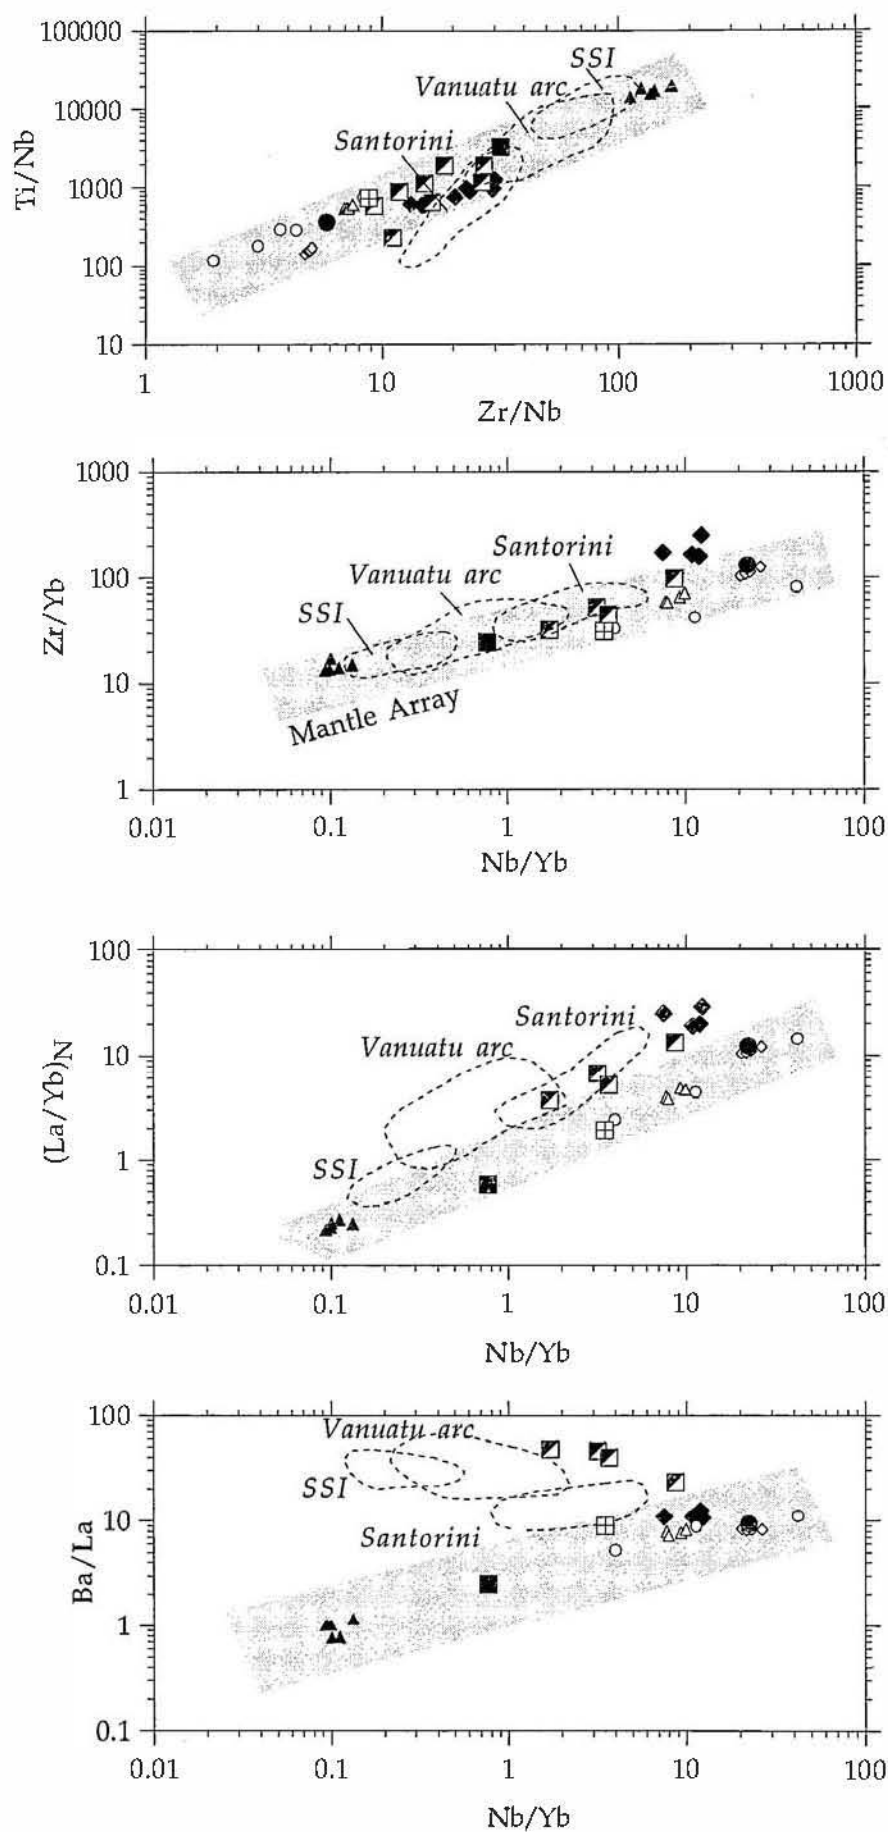 100000
10000
1000
100
10
Ti/Nb
SSI
Vanuatu arc
Santorini
1 10 100 1000
Zr/Nb
1000
100
10
1
Zr/Yb
Santorini
Vanuatu arc
SSI
Mantle Array
0.01 0.1 1 10 100
Nb/Yb
100
10
1
0.1
(La/Yb)N
Santorini
Vanuatu arc
SSI
0.01 0.1 1 10 100
Nb/Yb
100
10
1
0.1
Ba/La
Vanuatu arc
SSI
Santorini
0.01 0.1 1 10 100
Nb/Yb